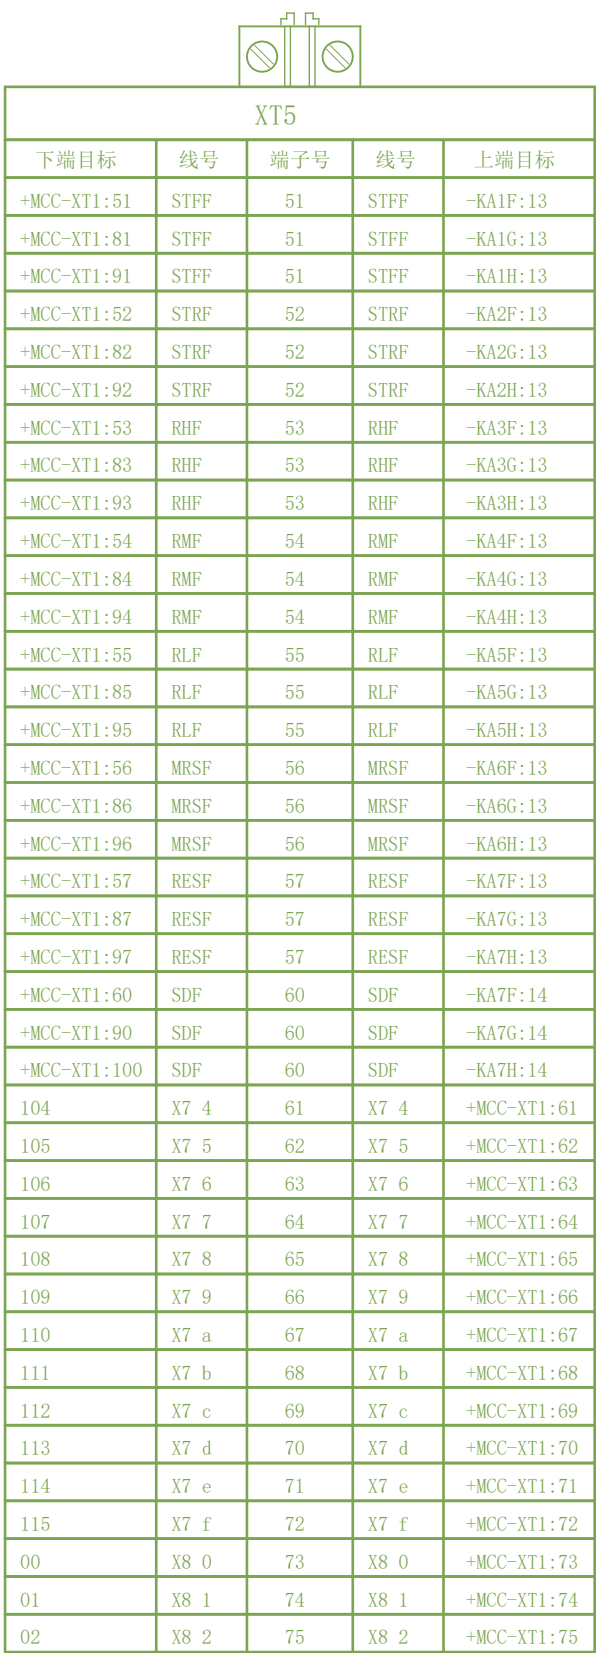 XT5
下端目标 线号 端子号 线号 上端目标
+MCC-XT1:51 STFF 51 STFF -KA1F:13
+MCC-XT1:81 STFF 51 STFF -KA1G:13
+MCC-XT1:91 STFF 51 STFF -KA1H:13
+MCC-XT1:52 STRF 52 STRF -KA2F:13
+MCC-XT1:82 STRF 52 STRF -KA2G:13
+MCC-XT1:92 STRF 52 STRF -KA2H:13
+MCC-XT1:53 RHF 53 RHF -KA3F:13
+MCC-XT1:83 RHF 53 RHF -KA3G:13
+MCC-XT1:93 RHF 53 RHF -KA3H:13
+MCC-XT1:54 RMF 54 RMF -KA4F:13
+MCC-XT1:84 RMF 54 RMF -KA4G:13
+MCC-XT1:94 RMF 54 RMF -KA4H:13
+MCC-XT1:55 RLF 55 RLF -KA5F:13
+MCC-XT1:85 RLF 55 RLF -KA5G:13
+MCC-XT1:95 RLF 55 RLF -KA5H:13
+MCC-XT1:56 MRSF 56 MRSF -KA6F:13
+MCC-XT1:86 MRSF 56 MRSF -KA6G:13
+MCC-XT1:96 MRSF 56 MRSF -KA6H:13
+MCC-XT1:57 RESF 57 RESF -KA7F:13
+MCC-XT1:87 RESF 57 RESF -KA7G:13
+MCC-XT1:97 RESF 57 RESF -KA7H:13
+MCC-XT1:60 SDF 60 SDF -KA7F:14
+MCC-XT1:90 SDF 60 SDF -KA7G:14
+MCC-XT1:100 SDF 60 SDF -KA7H:14
104 X7 4 61 X7 4 +MCC-XT1:61
105 X7 5 62 X7 5 +MCC-XT1:62
106 X7 6 63 X7 6 +MCC-XT1:63
107 X7 7 64 X7 7 +MCC-XT1:64
108 X7 8 65 X7 8 +MCC-XT1:65
109 X7 9 66 X7 9 +MCC-XT1:66
110 X7 a 67 X7 a +MCC-XT1:67
111 X7 b 68 X7 b +MCC-XT1:68
112 X7 c 69 X7 c +MCC-XT1:69
113 X7 d 70 X7 d +MCC-XT1:70
114 X7 e 71 X7 e +MCC-XT1:71
115 X7 f 72 X7 f +MCC-XT1:72
00 X8 0 73 X8 0 +MCC-XT1:73
01 X8 1 74 X8 1 +MCC-XT1:74
02 X8 2 75 X8 2 +MCC-XT1:75